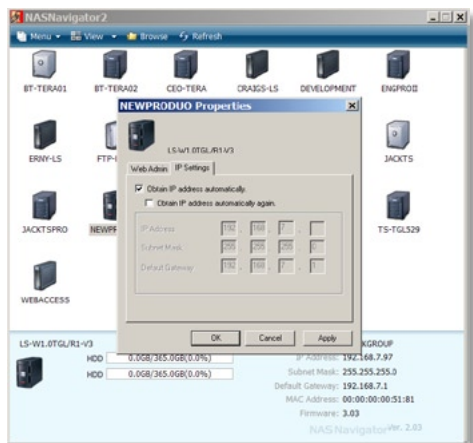 NASNavigator2
Menu View Browse Refresh
BT-TERA01 BT-TERA02 CEO-TERA CRAIGS-LS DEVELOPMENT ENGPROII
NEWPRODUO Properties
LS-W1.0TGL/R1-V3
ERNY-LS FTP- JACKTS
Web Admin IP Settings
Obtain IP address automatically.
Obtain IP address automatically again.
IP Address 192 . 168 . 7 .
Subnet Mask 255 255 255 0
Default Gateway 192 . 168 . 7 . 1
JACKTSPRO NEWPR TS-TGL529
WEBACCESS
OK Cancel Apply
LS-W1.0TGL/R1-V3 KGROUP
HDD 0.0GB/365.0GB(0.0%) IP Address: 192.168.7.97
HDD 0.0GB/365.0GB(0.0%) Subnet Mask: 255.255.255.0
Default Gateway: 192.168.7.1
MAC Address: 00:00:00:00:51:81
Firmware: 3.03
NAS Navigator Ver. 2.03